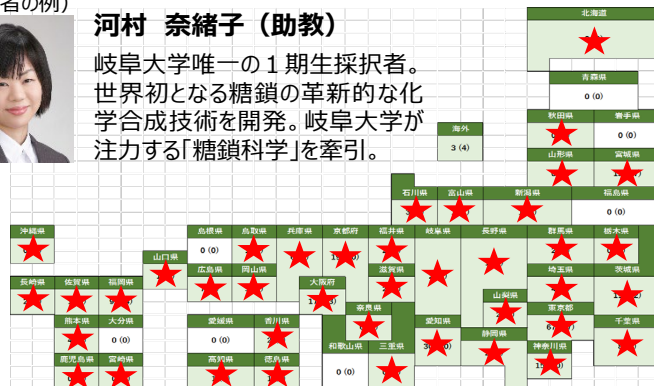 者の例）
河村 奈緒子（助教）
岐阜大学唯一の１期生採択者。
世界初となる糖鎖の革新的な化
学合成技術を開発。岐阜大学が
注力する「糖鎖科学」を牽引。
北海道
青森県
0 (0)
海外
3 (4)
秋田県 岩手県
0 (0)
山形県 宮城県
石川県 富山県 新潟県 福島県
0 (0)
沖縄県 島根県 鳥取県 兵庫県 京都府 福井県 岐阜県 長野県 群馬県 栃木県
0 (0)
山口県
広島県 岡山県 滋賀県 埼玉県 茨城県
長崎県 佐賀県 福岡県 大阪府 山梨県
奈良県 東京都
熊本県 大分県 愛媛県 香川県 愛知県 千葉県
0 (0) 0 (0)
静岡県
和歌山県 三重県 神奈川県
0 (0)
鹿児島県 宮崎県 高知県 徳島県